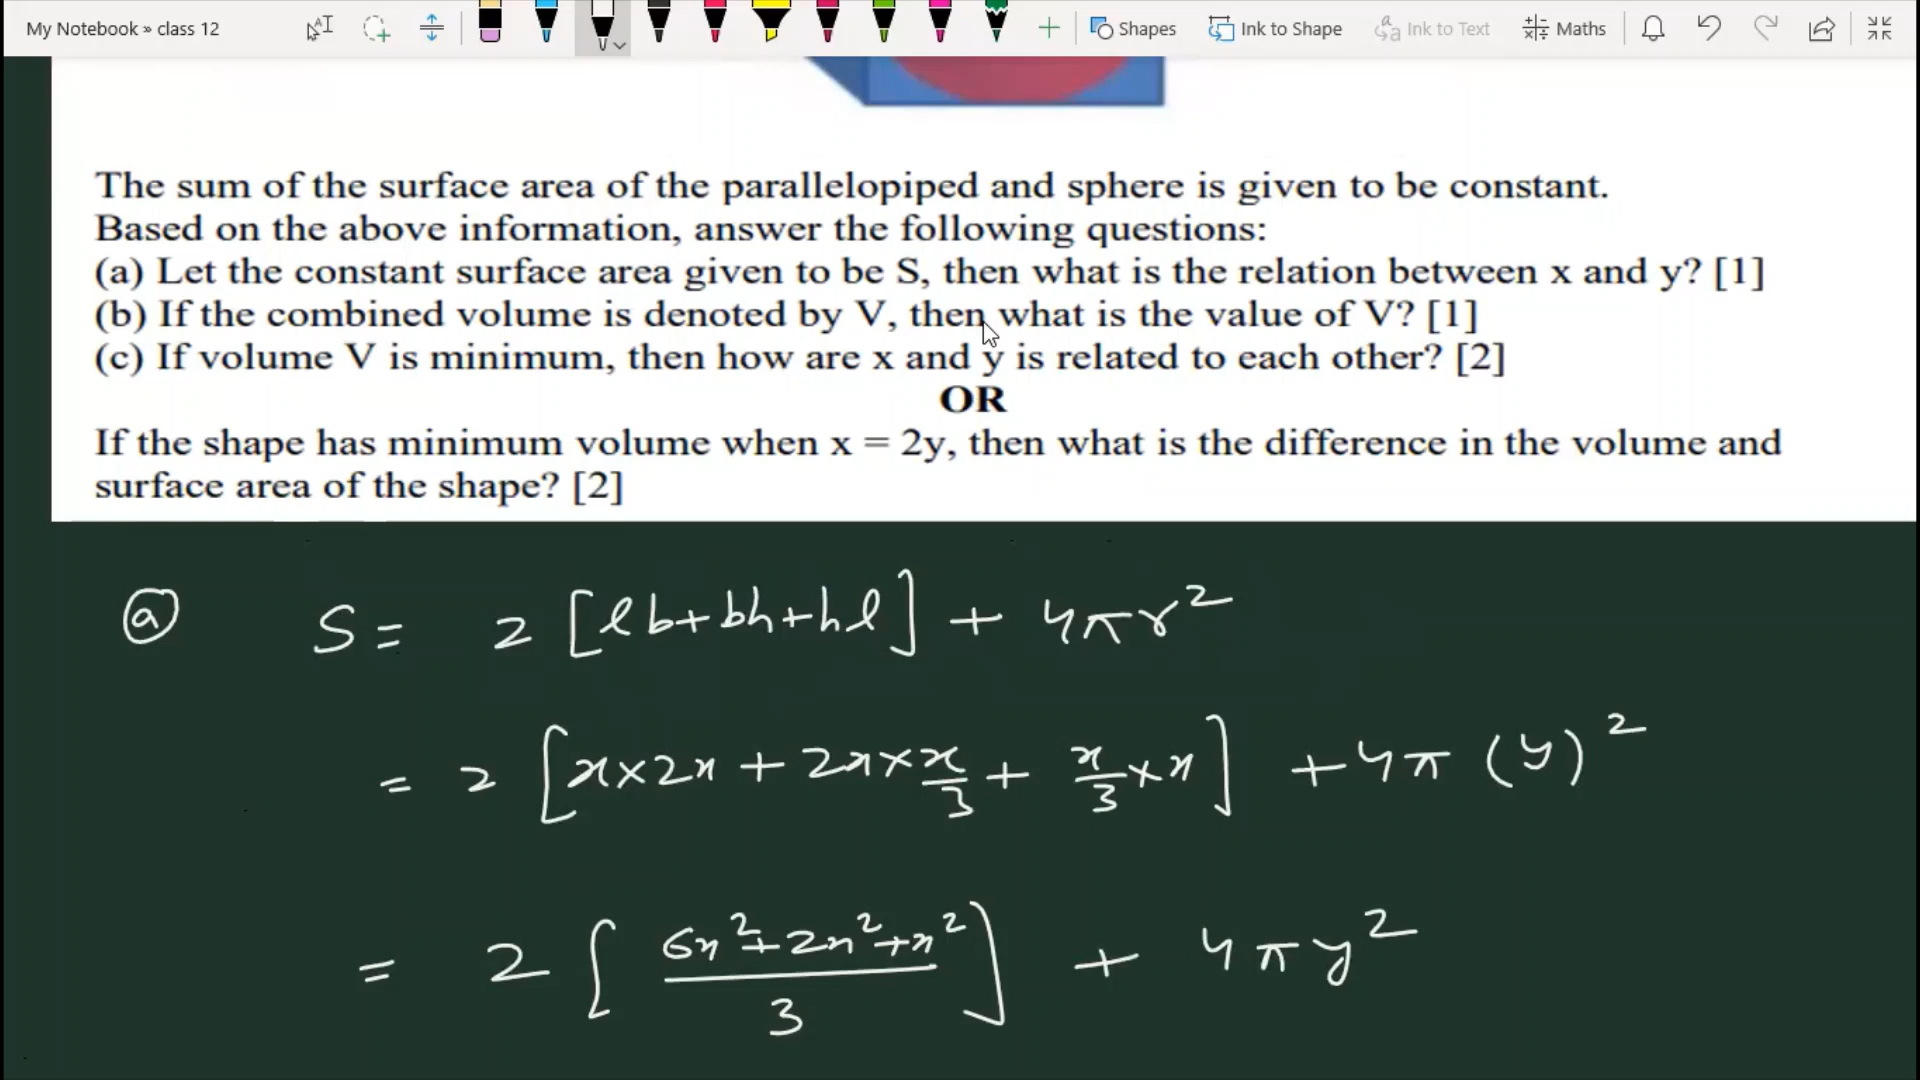 My Notebook » class 12 Shapes Ink to Shape Ink to Text Maths
The sum of the surface area of the parallelopiped and sphere is given to be constant.
Based on the above information, answer the following questions:
(a) Let the constant surface area given to be S, then what is the relation between x and y? [1]
(b) If the combined volume is denoted by V, then what is the value of V? [1]
(c) If volume V is minimum, then how are x and y is related to each other? [2]
OR
If the shape has minimum volume when x = 2y, then what is the difference in the volume and
surface area of the shape? [2]
ⓐ S = 2 [lb+bh+hl] + 4πr²
= 2 [x×2x + 2x×x/3 + x/3×x] + 4π (y)²
= 2 [(6x²+2x²+x²)/3] + 4πy²